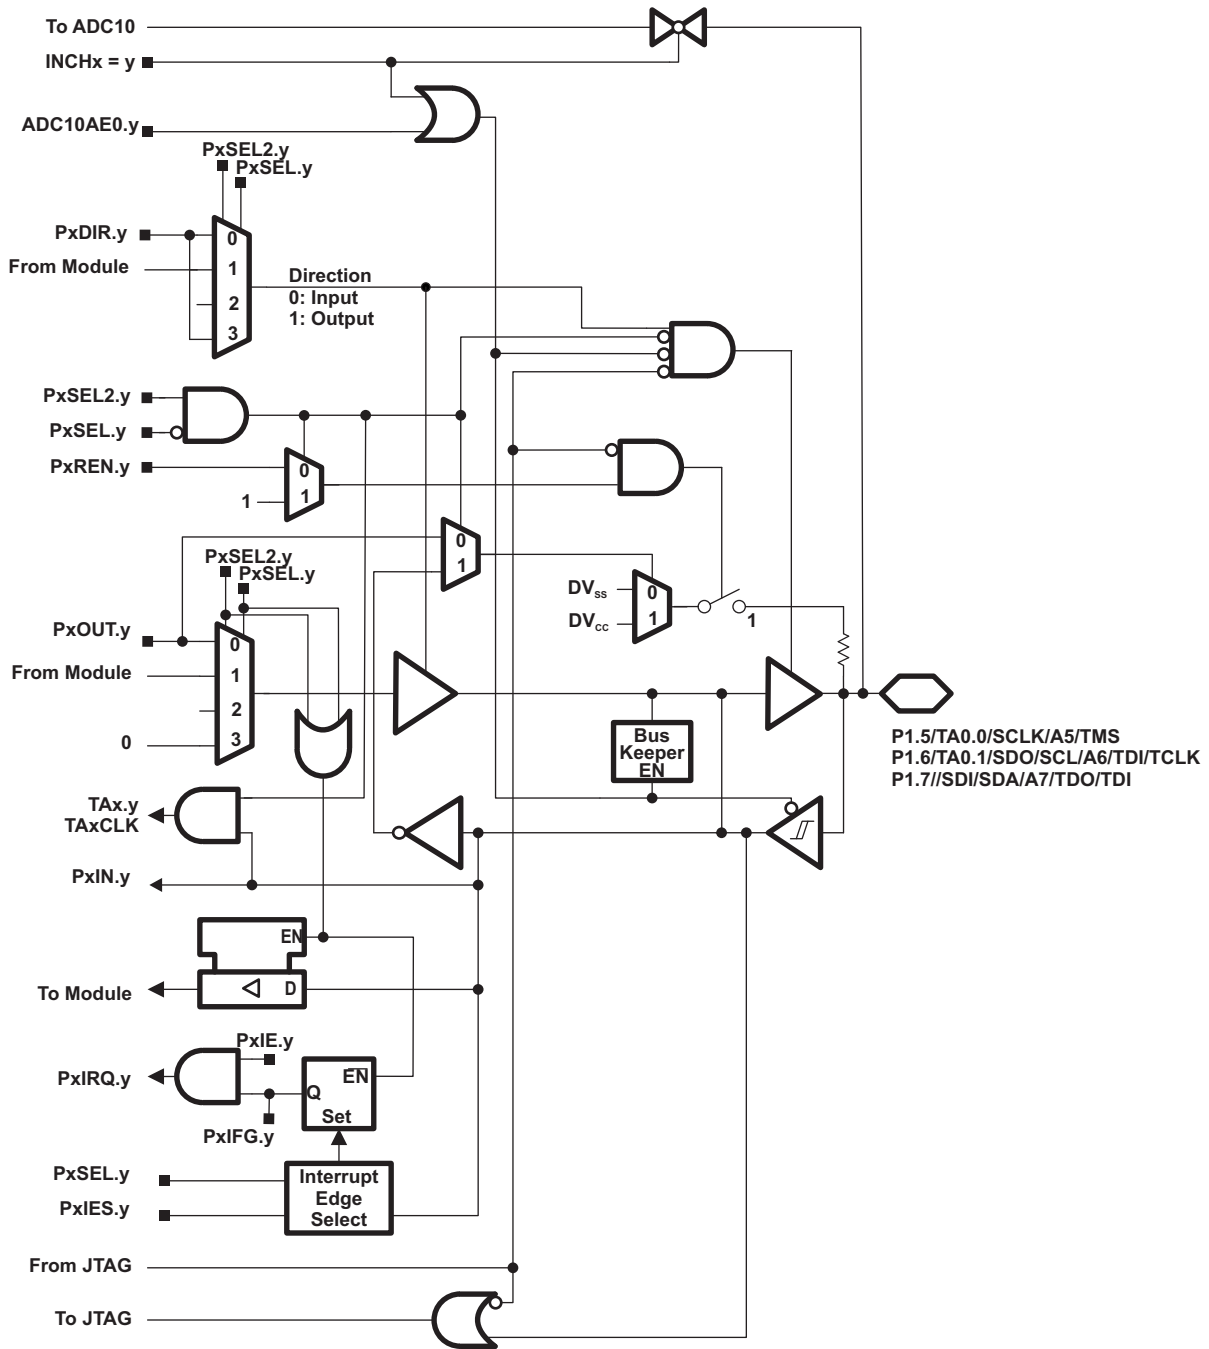 To ADC10
INCHx = y
ADC10AE0.y
PxSEL2.y
PxSEL.y
PxDIR.y
0
From Module
1
2
3
Direction
0: Input
1: Output
PxSEL2.y
PxSEL.y
PxREN.y
0
1
1
0
1
PxSEL2.y
PxSEL.y
DVss
0
DVcc
1
1
PxOUT.y
0
From Module
1
2
0
3
Bus
Keeper
EN
P1.5/TA0.0/SCLK/A5/TMS
P1.6/TA0.1/SDO/SCL/A6/TDI/TCLK
P1.7//SDI/SDA/A7/TDO/TDI
TAx.y
TAxCLK
PxIN.y
EN
To Module
D
PxIE.y
PxIRQ.y
EN
Q
Set
PxIFG.y
PxSEL.y
PxIES.y
Interrupt
Edge
Select
From JTAG
To JTAG